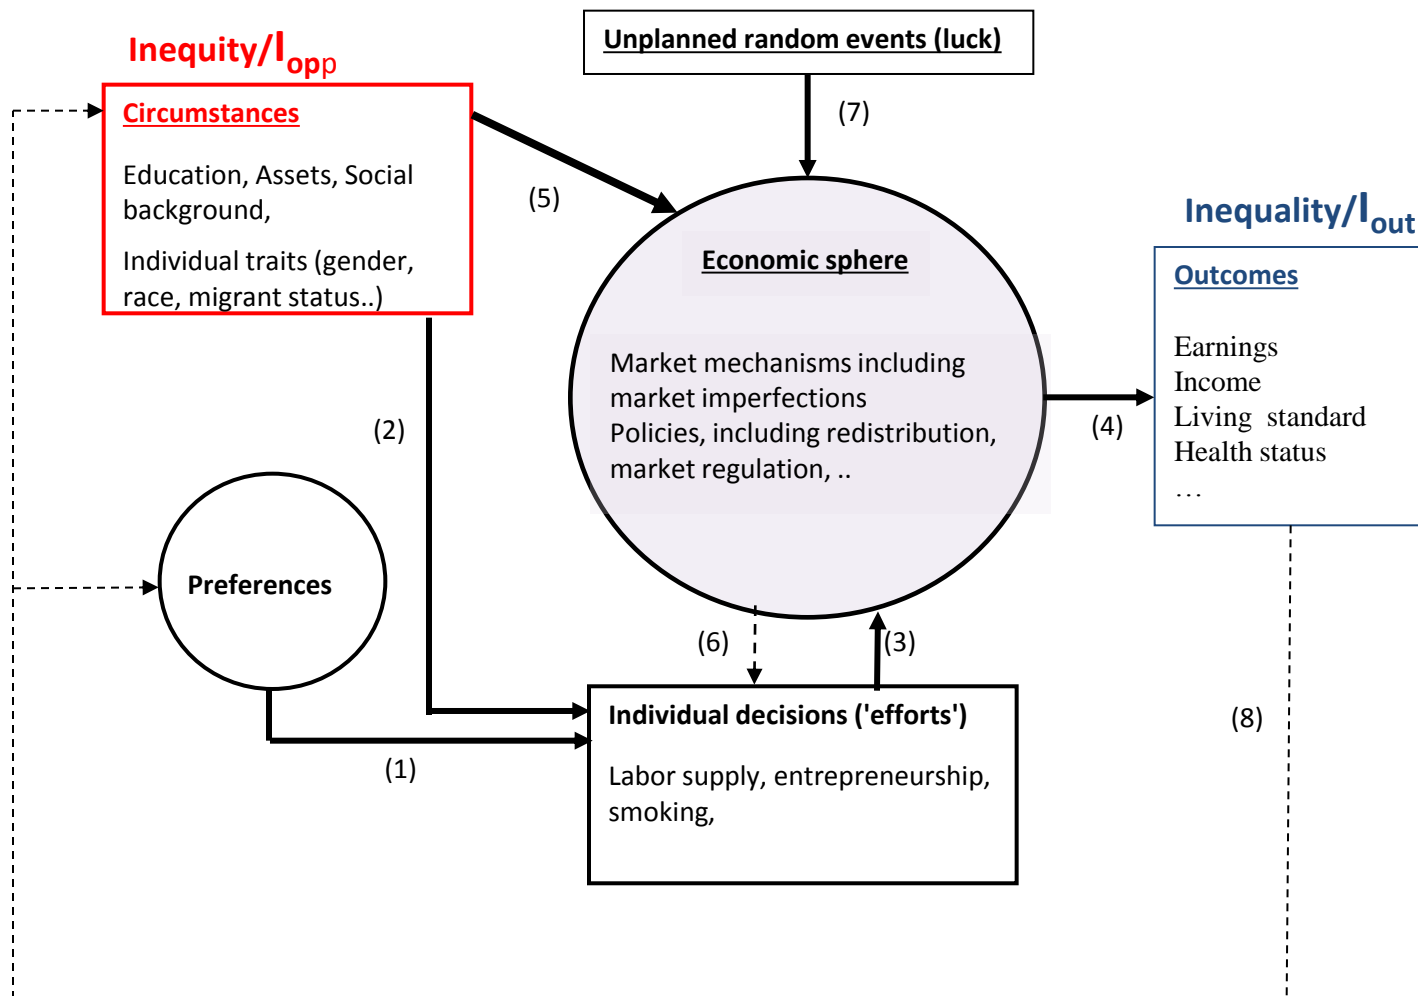 Unplanned random events (luck)
Inequity/Iopp
Circumstances
Education, Assets, Social
background,
Individual traits (gender,
race, migrant status..)
(7)
(5)
Inequality/Iout
Economic sphere
Market mechanisms including
market imperfections
Policies, including redistribution,
market regulation, ..
Outcomes
Earnings
Income
Living standard
Health status
…
(4)
(2)
Preferences
(6)
(3)
Individual decisions ('efforts')
Labor supply, entrepreneurship,
smoking,
(1)
(8)